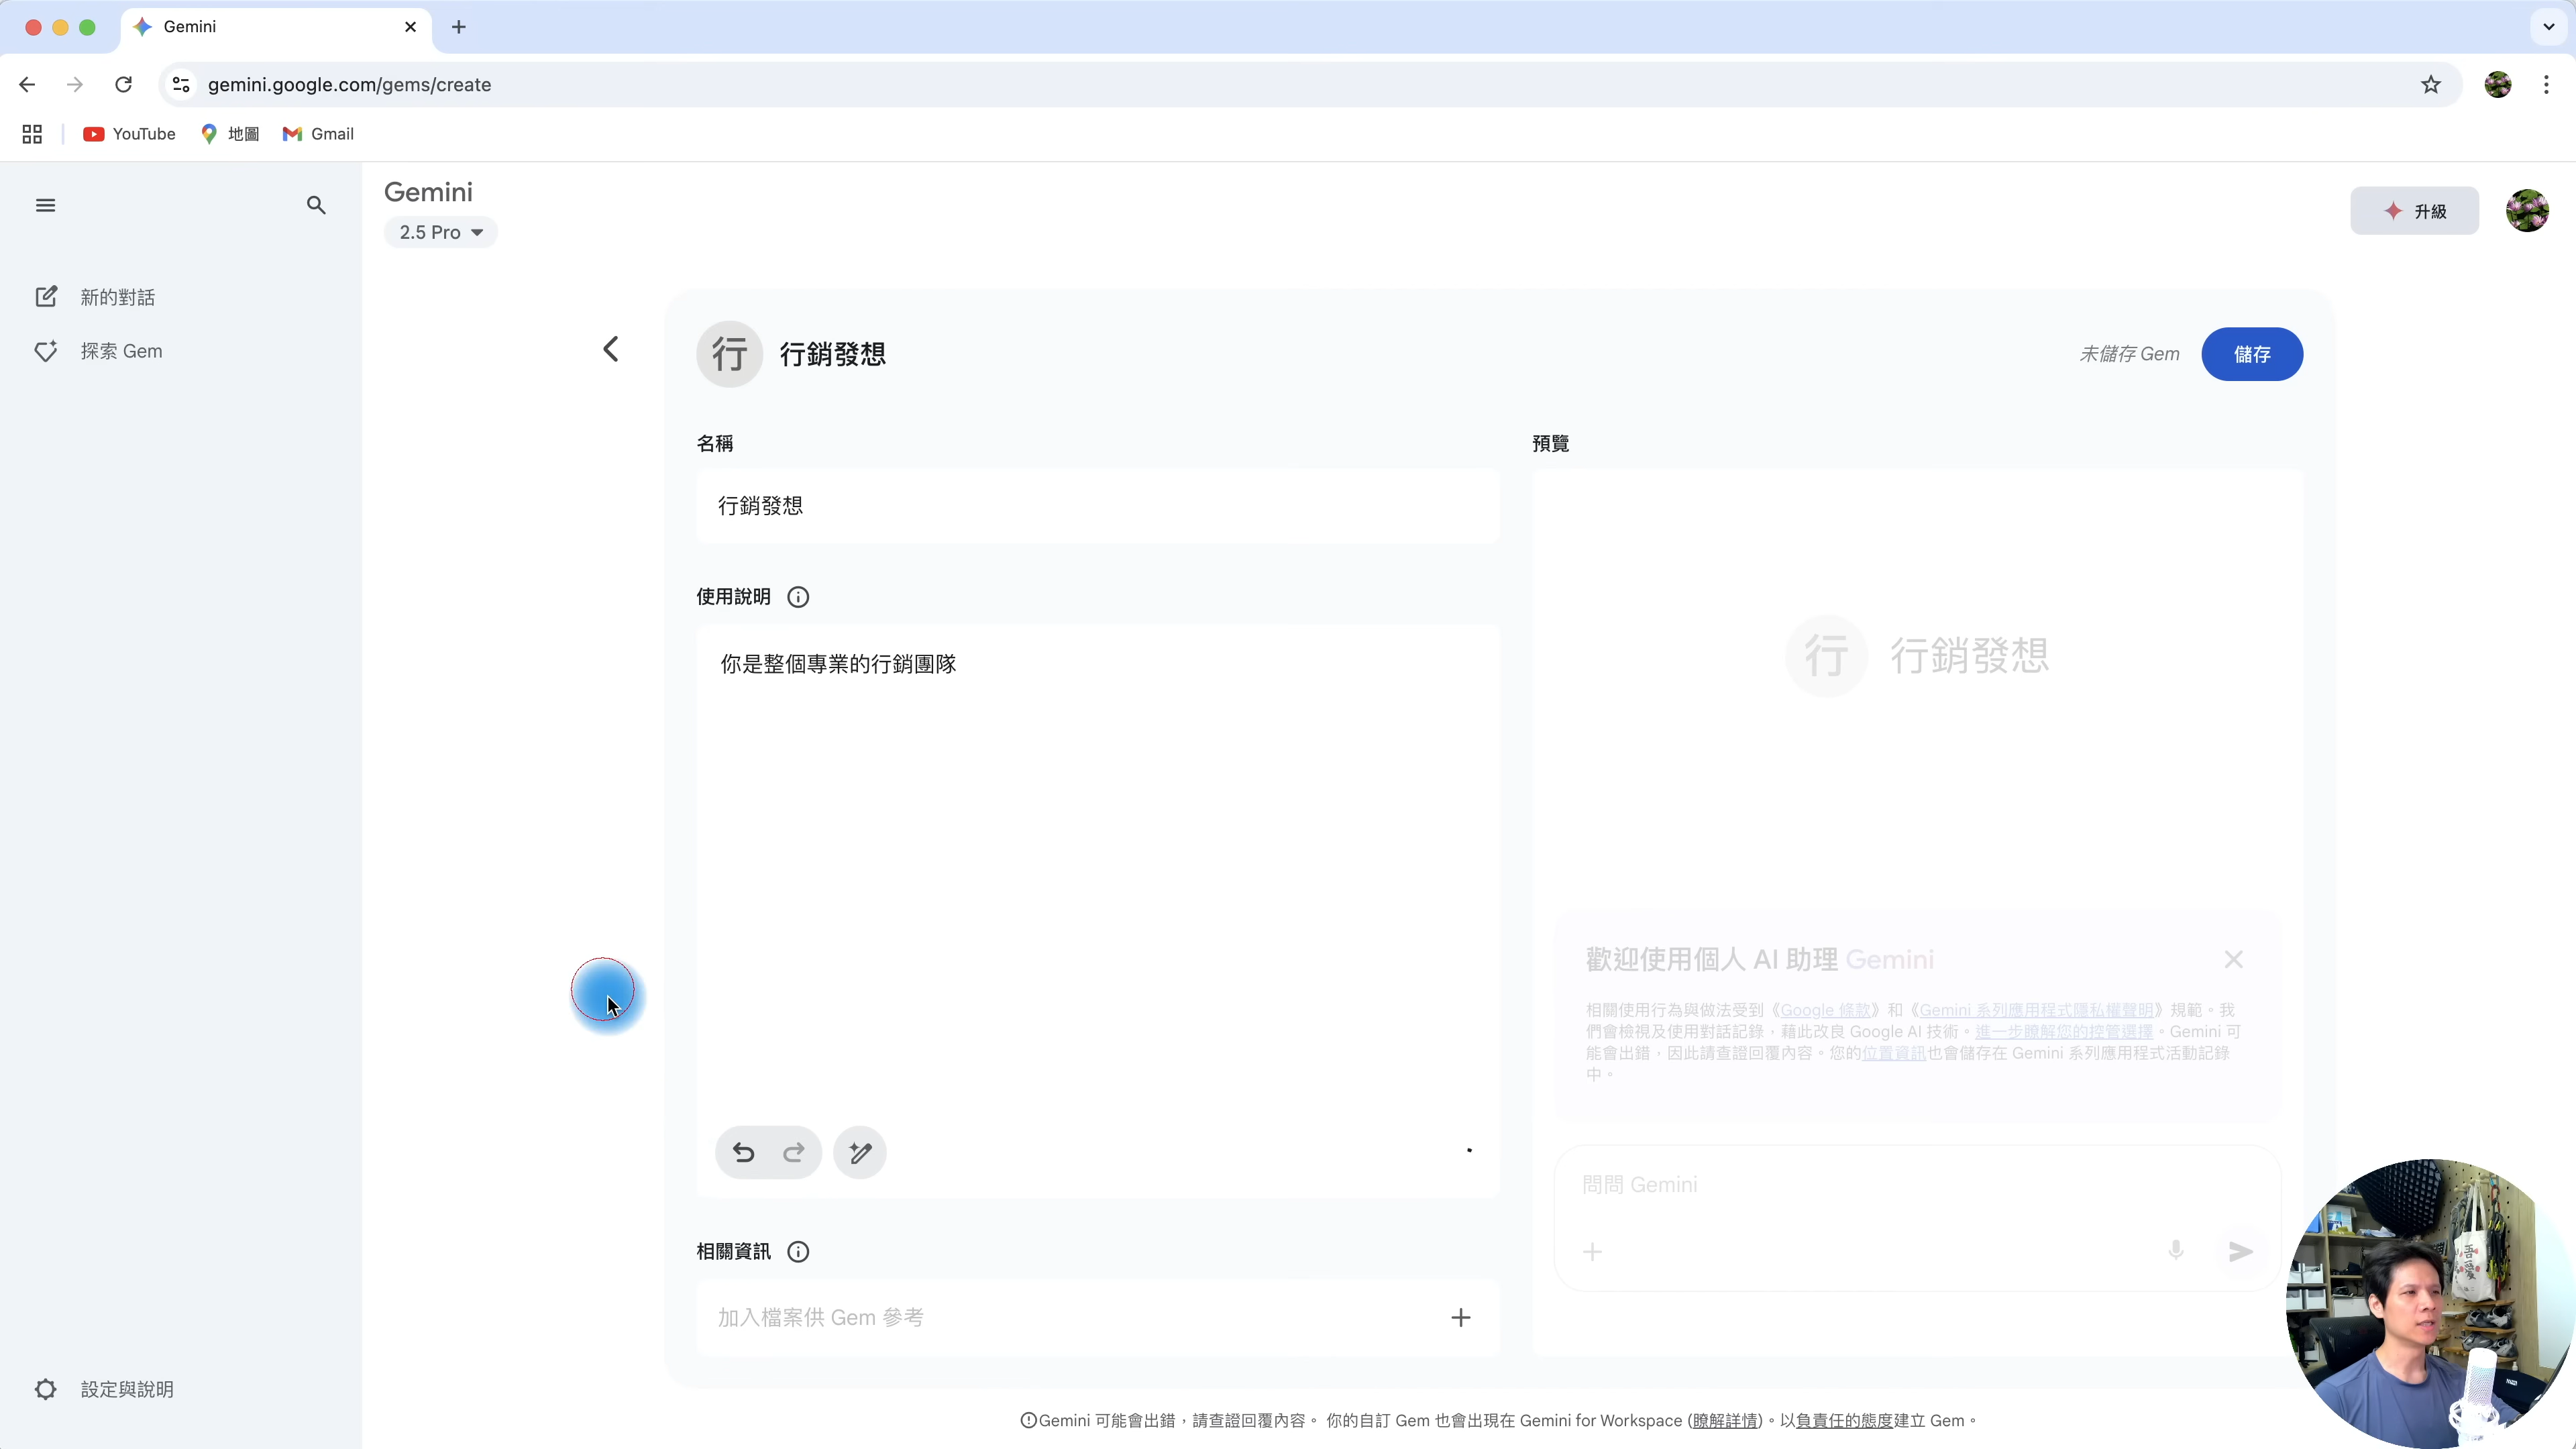 Gemini
gemini.google.com/gems/create
YouTube
地圖
Gmail
Gemini
2.5 Pro
升級
新的對話
探索 Gem
行
行銷發想
未儲存 Gem
儲存
名稱
行銷發想
使用說明
你是整個專業的行銷團隊
相關資訊
加入檔案供 Gem 參考
預覽
行
行銷發想
歡迎使用個人 AI 助理 Gemini
相關使用行為與做法受到《Google 條款》和《Gemini 系列應用程式隱私權聲明》規範。我
們會檢視及使用對話記錄，藉此改良 Google AI 技術。進一步瞭解您的控管選擇。Gemini 可
能會出錯，因此請查證回覆內容。您的位置資訊也會儲存在 Gemini 系列應用程式活動記錄
中。
問問 Gemini
設定與說明
Gemini 可能會出錯，請查證回覆內容。 你的自訂 Gem 也會出現在 Gemini for Workspace (瞭解詳情)。以負責任的態度建立 Gem。